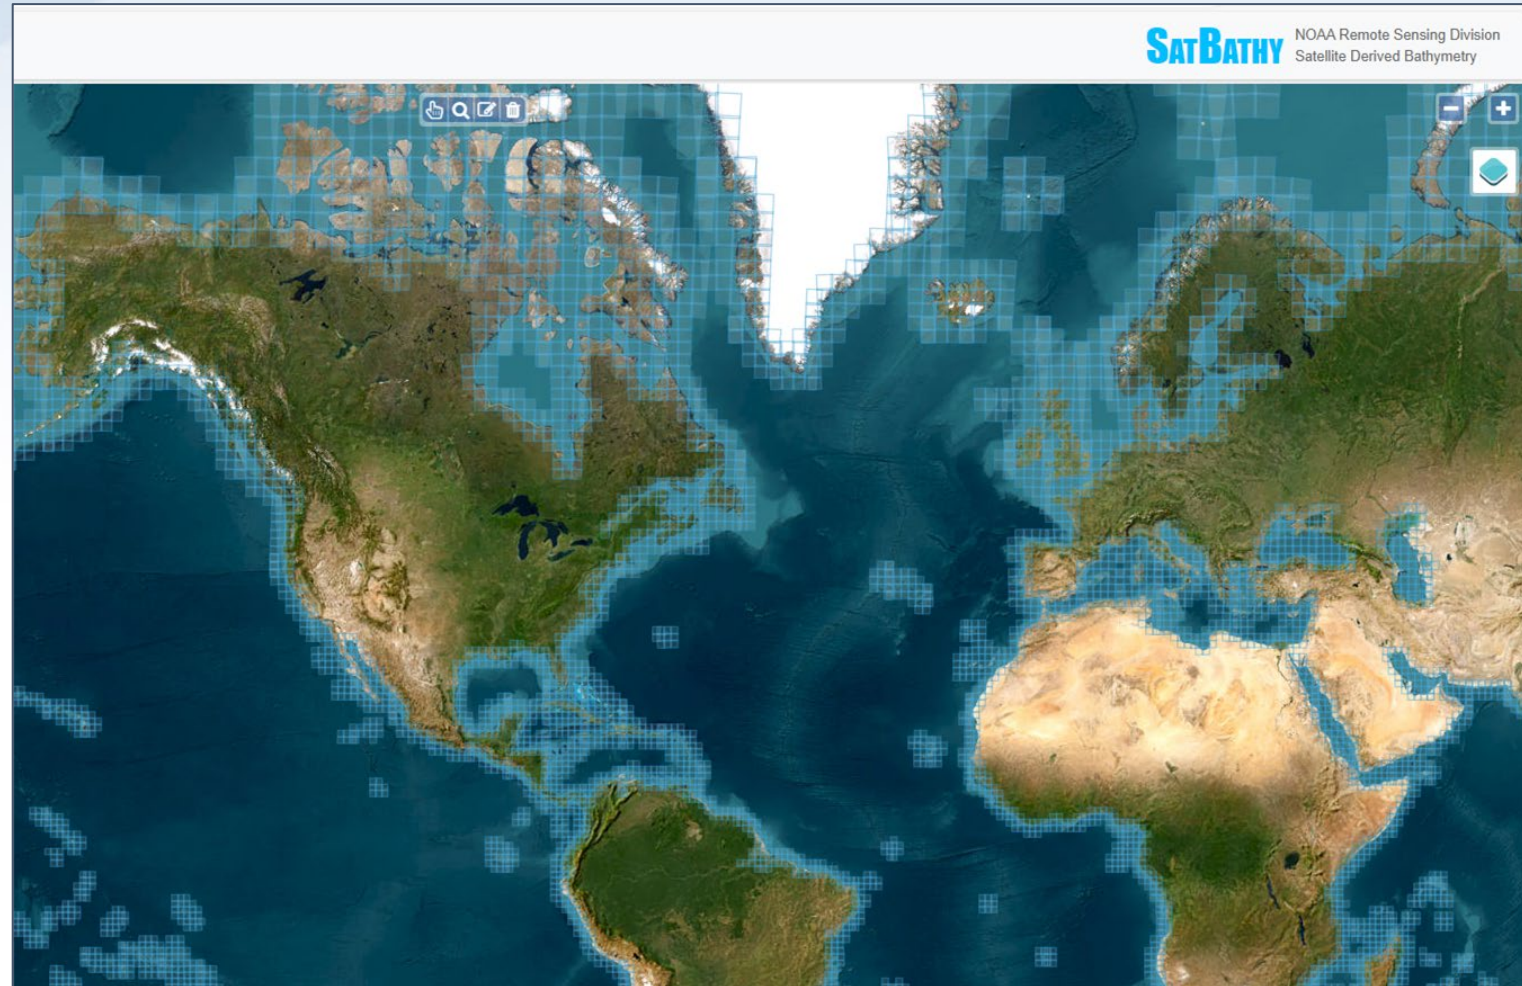 SATBATHY
NOAA Remote Sensing Division
Satellite Derived Bathymetry